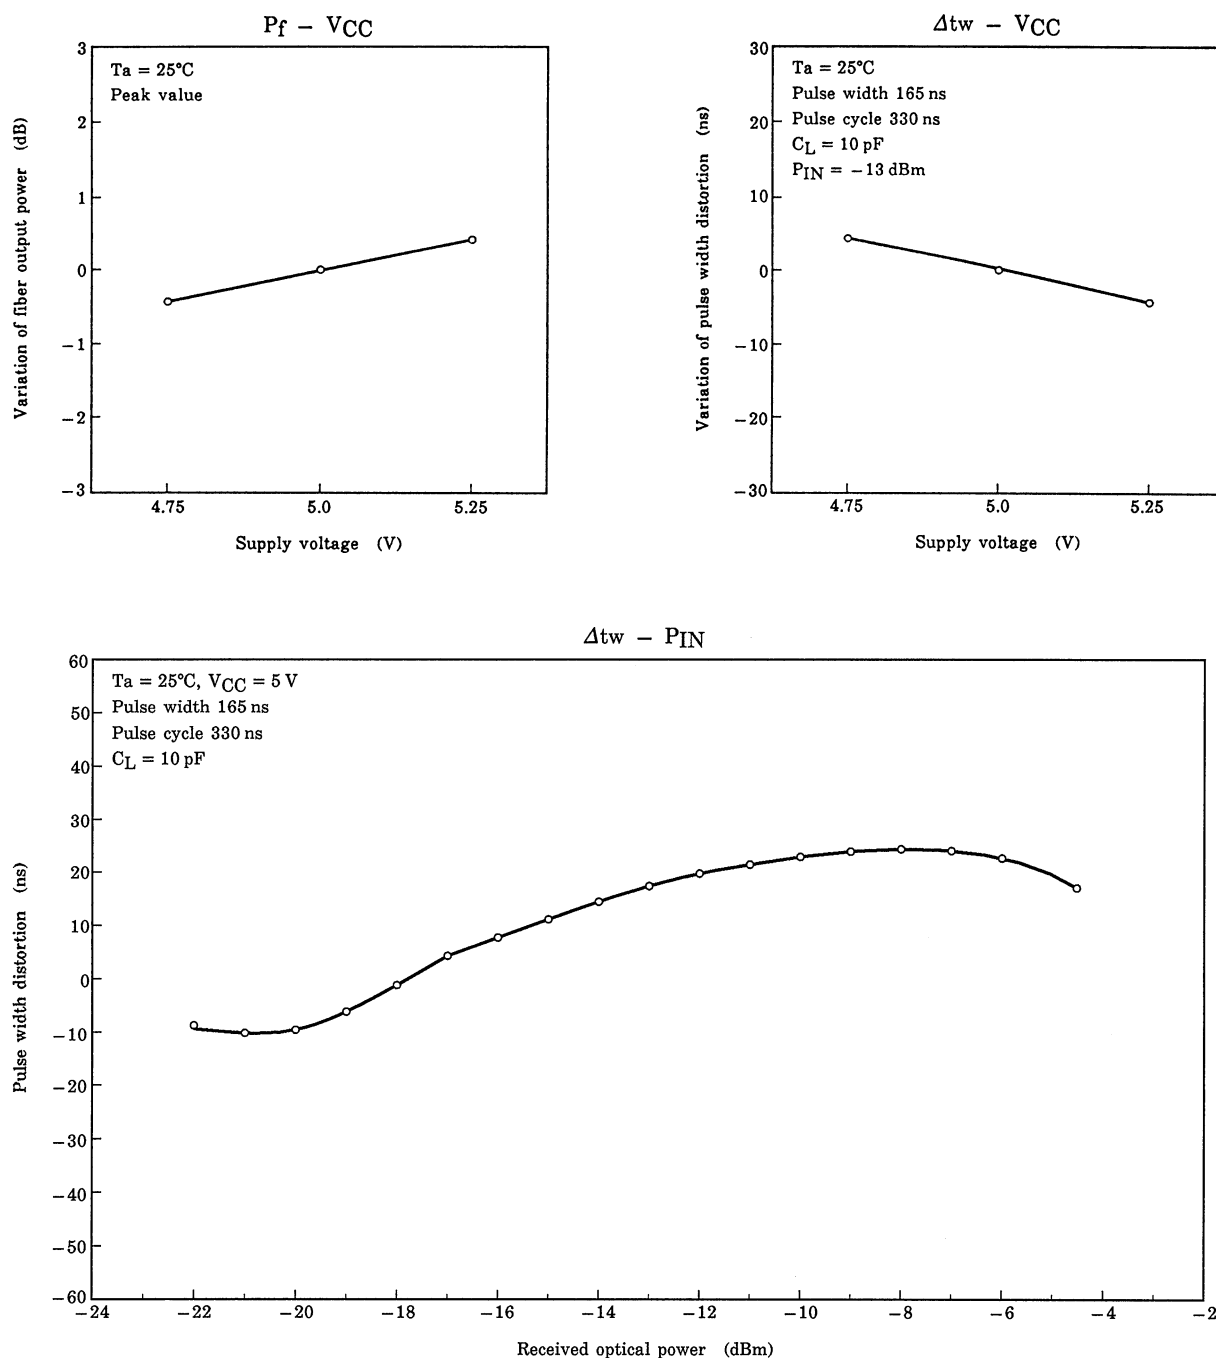 Pf − VCC
3
2
1
0
−1
−2
−3
Variation of fiber output power (dB)
Ta = 25°C
Peak value
4.75 5.0 5.25
Supply voltage (V)
Δtw − VCC
30
20
10
0
−10
−20
−30
Variation of pulse width distortion (ns)
Ta = 25°C
Pulse width 165 ns
Pulse cycle 330 ns
CL = 10 pF
PIN = −13 dBm
4.75 5.0 5.25
Supply voltage (V)
Δtw − PIN
60
50
40
30
20
10
0
−10
−20
−30
−40
−50
−60
Pulse width distortion (ns)
Ta = 25°C, VCC = 5 V
Pulse width 165 ns
Pulse cycle 330 ns
CL = 10 pF
−24 −22 −20 −18 −16 −14 −12 −10 −8 −6 −4 −2
Received optical power (dBm)